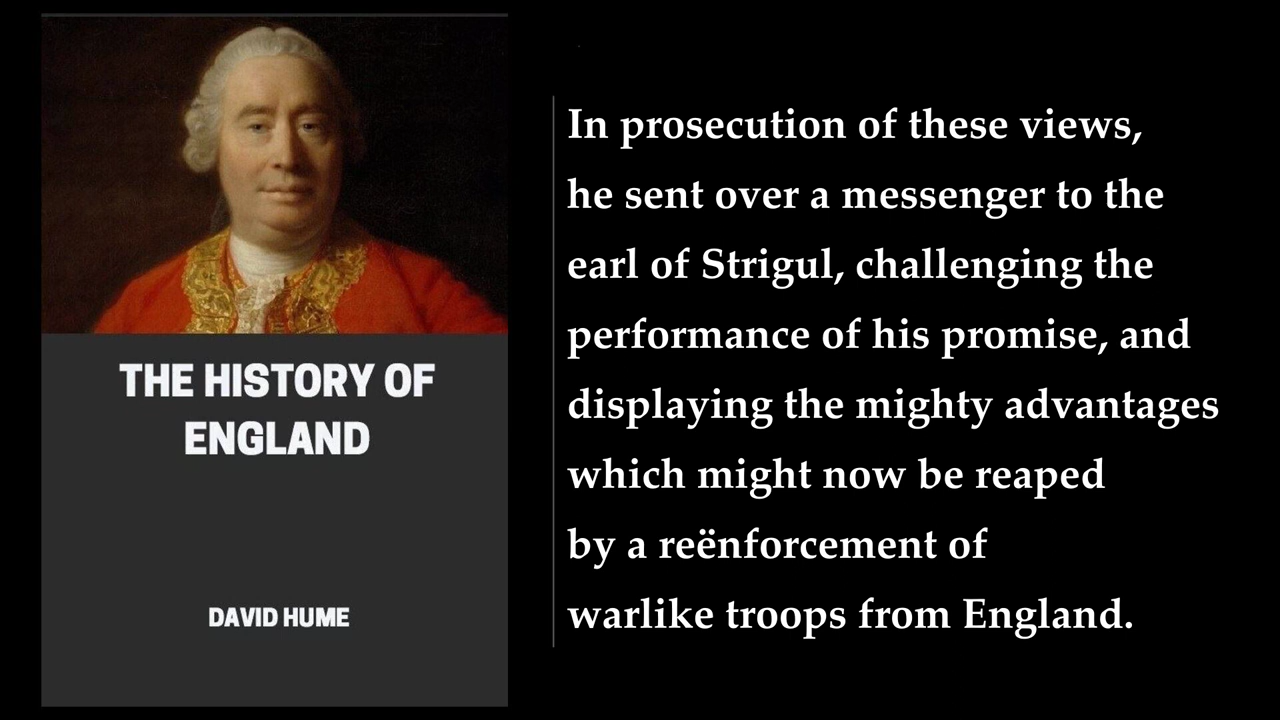 THE HISTORY OF
ENGLAND
DAVID HUME
In prosecution of these views,
he sent over a messenger to the
earl of Strigul, challenging the
performance of his promise, and
displaying the mighty advantages
which might now be reaped
by a reënforcement of
warlike troops from England.